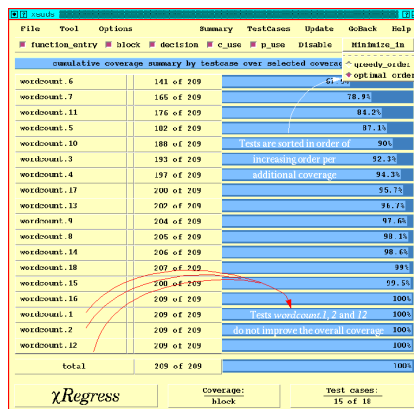 xsuds
File Tool Options Summary TestCases Update GoBack Help
function_entry block decision c_use p_use Disable Minimize_in
greedy_order
optimal order
cumulative coverage summary by testcase over selected
wordcount.6 141 of 209
wordcount.7 165 of 209 78.9%
wordcount.11 176 of 209 84.2%
wordcount.5 182 of 209 87.1%
wordcount.10 188 of 209 Tests are sorted in order of 90%
wordcount.3 193 of 209 increasing order per 92.3%
wordcount.4 197 of 209 additional coverage 94.3%
wordcount.17 200 of 209 95.7%
wordcount.13 202 of 209 96.7%
wordcount.9 204 of 209 97.6%
wordcount.8 205 of 209 98.1%
wordcount.14 206 of 209 98.6%
wordcount.18 207 of 209 99%
wordcount.15 208 of 209 99.5%
wordcount.16 209 of 209 100%
wordcount.1 209 of 209 Tests wordcount.1, 2 and 12 100%
wordcount.2 209 of 209 do not improve the overall coverage 100%
wordcount.12 209 of 209 100%
total 209 of 209 100%
χRegress Coverage: Test cases:
block 15 of 18